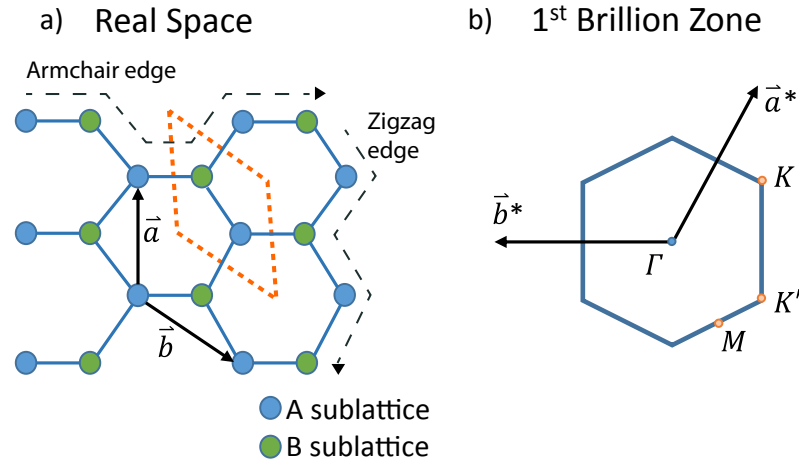 a) Real Space
Armchair edge
Zigzag
edge
a⃗
b⃗
A sublattice
B sublattice
b) 1st Brillion Zone
a⃗*
K
b⃗*
Γ
K'
M